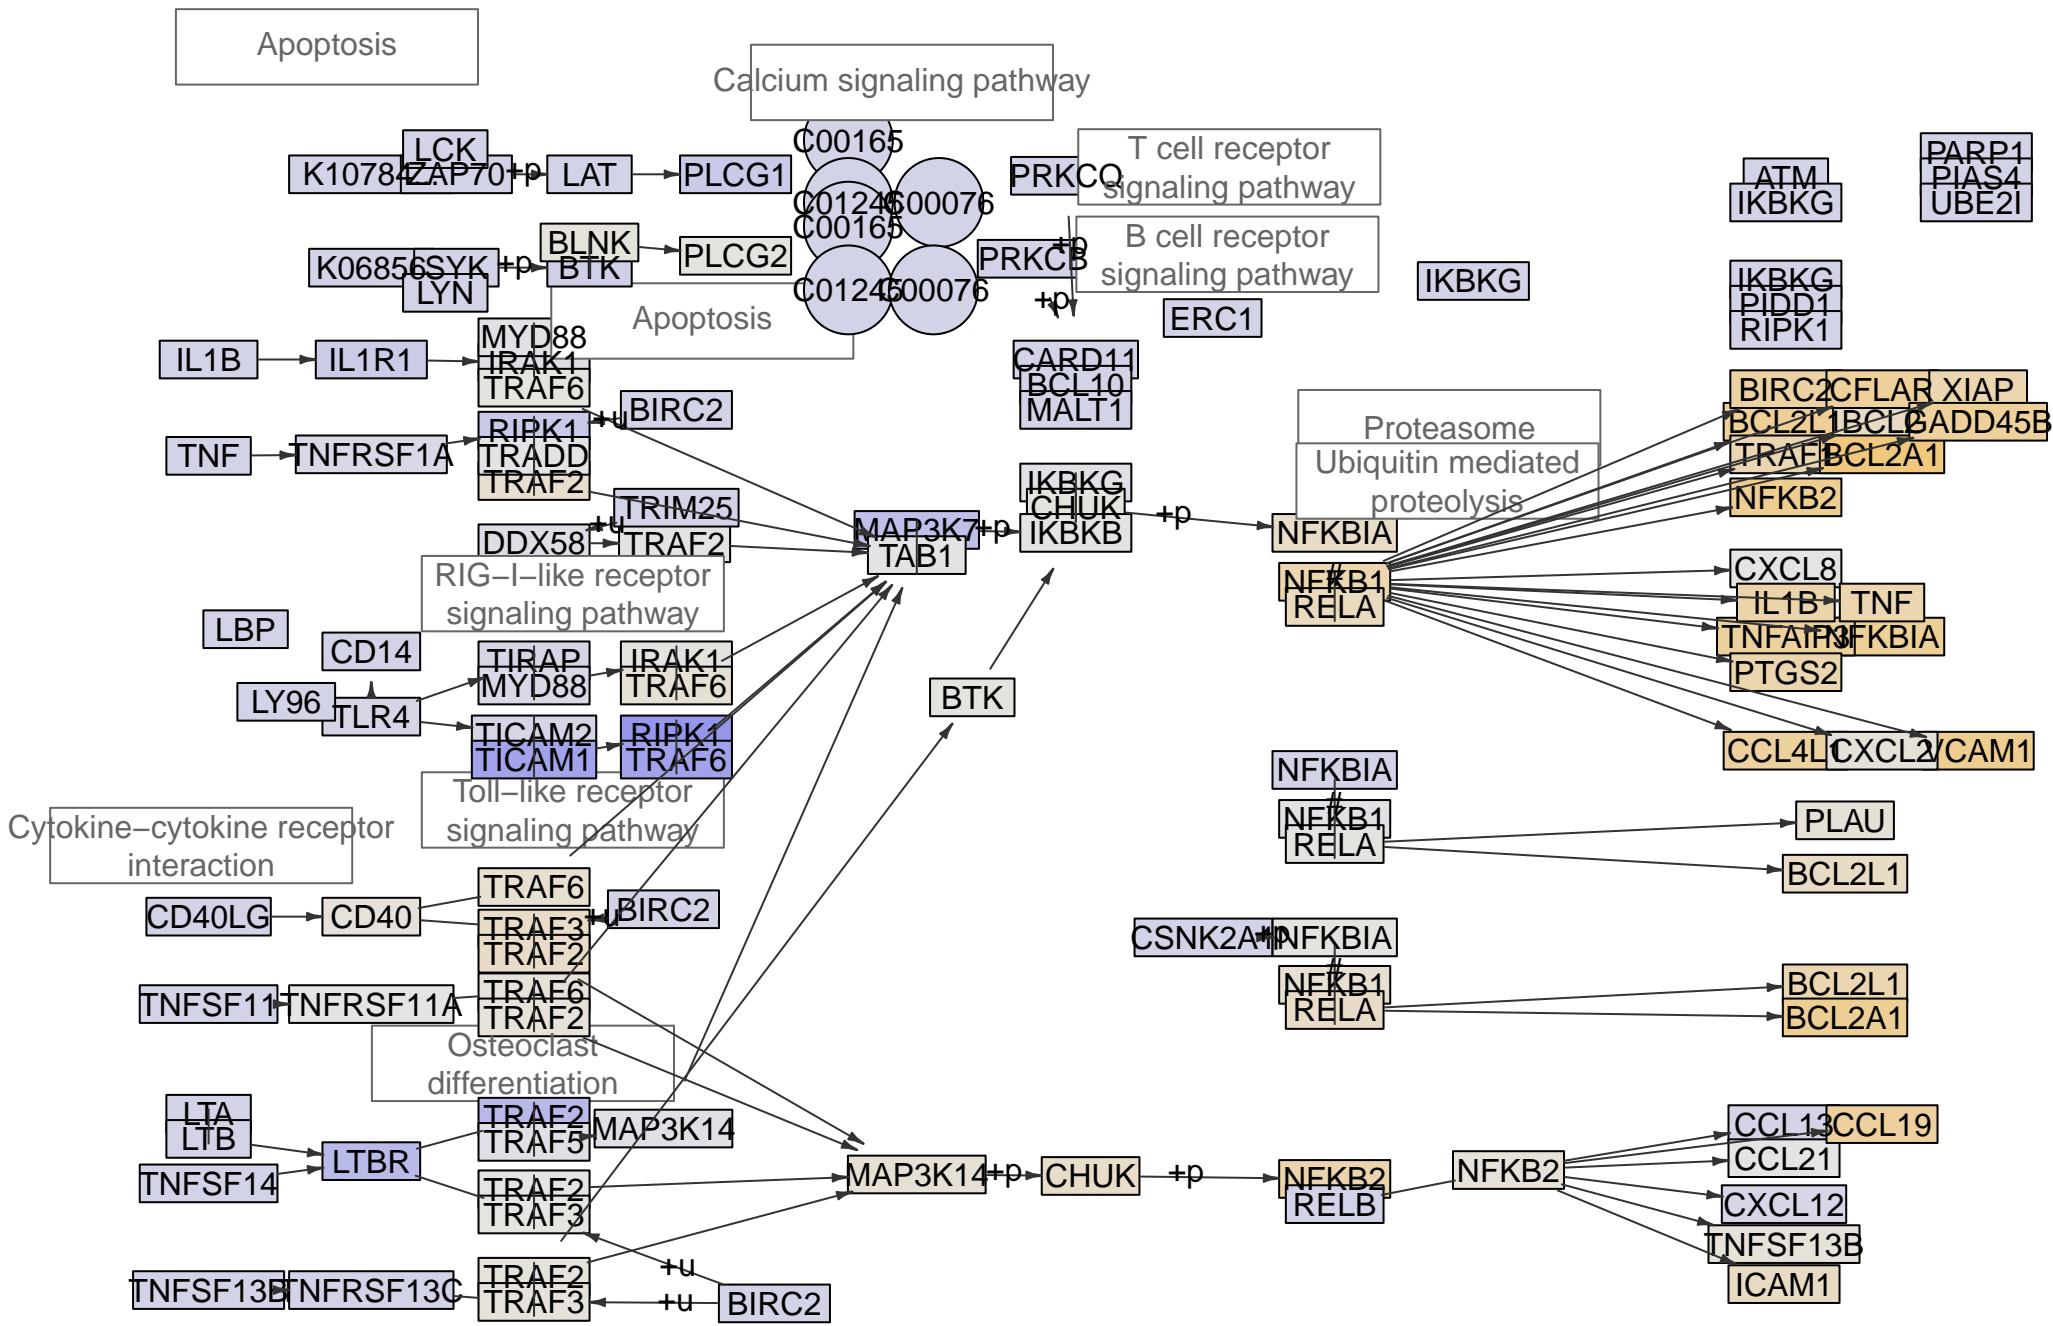 Apoptosis
Calcium signaling pathway
T cell receptor
signaling pathway
B cell receptor
signaling pathway
LCK
K10784
ZAP70
+p
LAT
PLCG1
C00165
C01246
C00076
C00165
C01246
C00076
PRKCQ
PRKCB
+p
+p
K06856
SYK
LYN
+p
BLNK
BTK
PLCG2
Apoptosis
ERC1
IKBKG
ATM
IKBKG
PARP1
PIAS4
UBE2I
IKBKG
PIDD1
RIPK1
IL1B
IL1R1
MYD88
IRAK1
TRAF6
CARD11
BCL10
MALT1
TNF
TNFRSF1A
RIPK1
TRADD
TRAF2
+u
BIRC2
Proteasome
Ubiquitin mediated
proteolysis
BIRC2
CFLAR
XIAP
BCL2L1
BCL2
GADD45B
TRAF1
BCL2A1
NFKB2
TRIM25
+u
DDX58
TRAF2
MAP3K7
TAB1
+p
IKBKG
CHUK
IKBKB
+p
NFKBIA
NFKB1
RELA
CXCL8
IL1B
TNF
TNFAIP3
NFKBIA
PTGS2
CCL4L1
CXCL2
VCAM1
RIG−I−like receptor
signaling pathway
LBP
CD14
LY96
TLR4
TIRAP
MYD88
IRAK1
TRAF6
TICAM2
TICAM1
RIPK1
TRAF6
BTK
Toll−like receptor
signaling pathway
Cytokine−cytokine receptor
interaction
NFKBIA
NFKB1
RELA
PLAU
BCL2L1
CD40LG
CD40
TRAF6
TRAF3
TRAF2
+u
BIRC2
CSNK2A1
+p
NFKBIA
NFKB1
RELA
BCL2L1
BCL2A1
TNFSF11
TNFRSF11A
TRAF6
TRAF2
Osteoclast
differentiation
LTA
LTB
TNFSF14
LTBR
TRAF2
TRAF5
MAP3K14
TRAF2
TRAF3
MAP3K14
+p
CHUK
+p
NFKB2
RELB
NFKB2
CCL13
CCL19
CCL21
CXCL12
TNFSF13B
ICAM1
TNFSF13B
TNFRSF13C
TRAF2
TRAF3
+u
+u
BIRC2